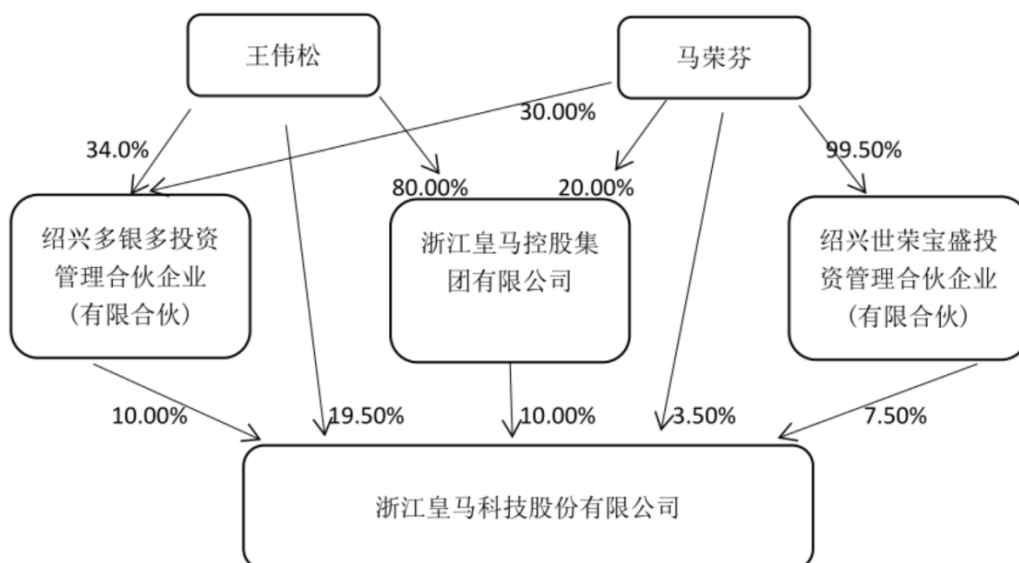 王伟松
马荣芬
30.00%
34.0%
99.50%
80.00%
20.00%
绍兴多银多投资
管理合伙企业
(有限合伙)
浙江皇马控股集
团有限公司
绍兴世荣宝盛投
资管理合伙企业
(有限合伙)
10.00%
19.50%
10.00%
3.50%
7.50%
浙江皇马科技股份有限公司